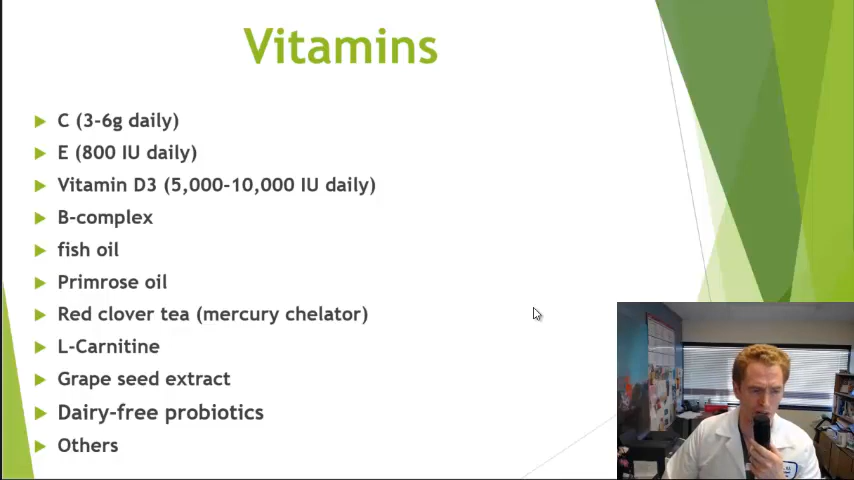 Vitamins
C (3-6g daily)
E (800 IU daily)
Vitamin D3 (5,000-10,000 IU daily)
B-complex
fish oil
Primrose oil
Red clover tea (mercury chelator)
L-Carnitine
Grape seed extract
Dairy-free probiotics
Others